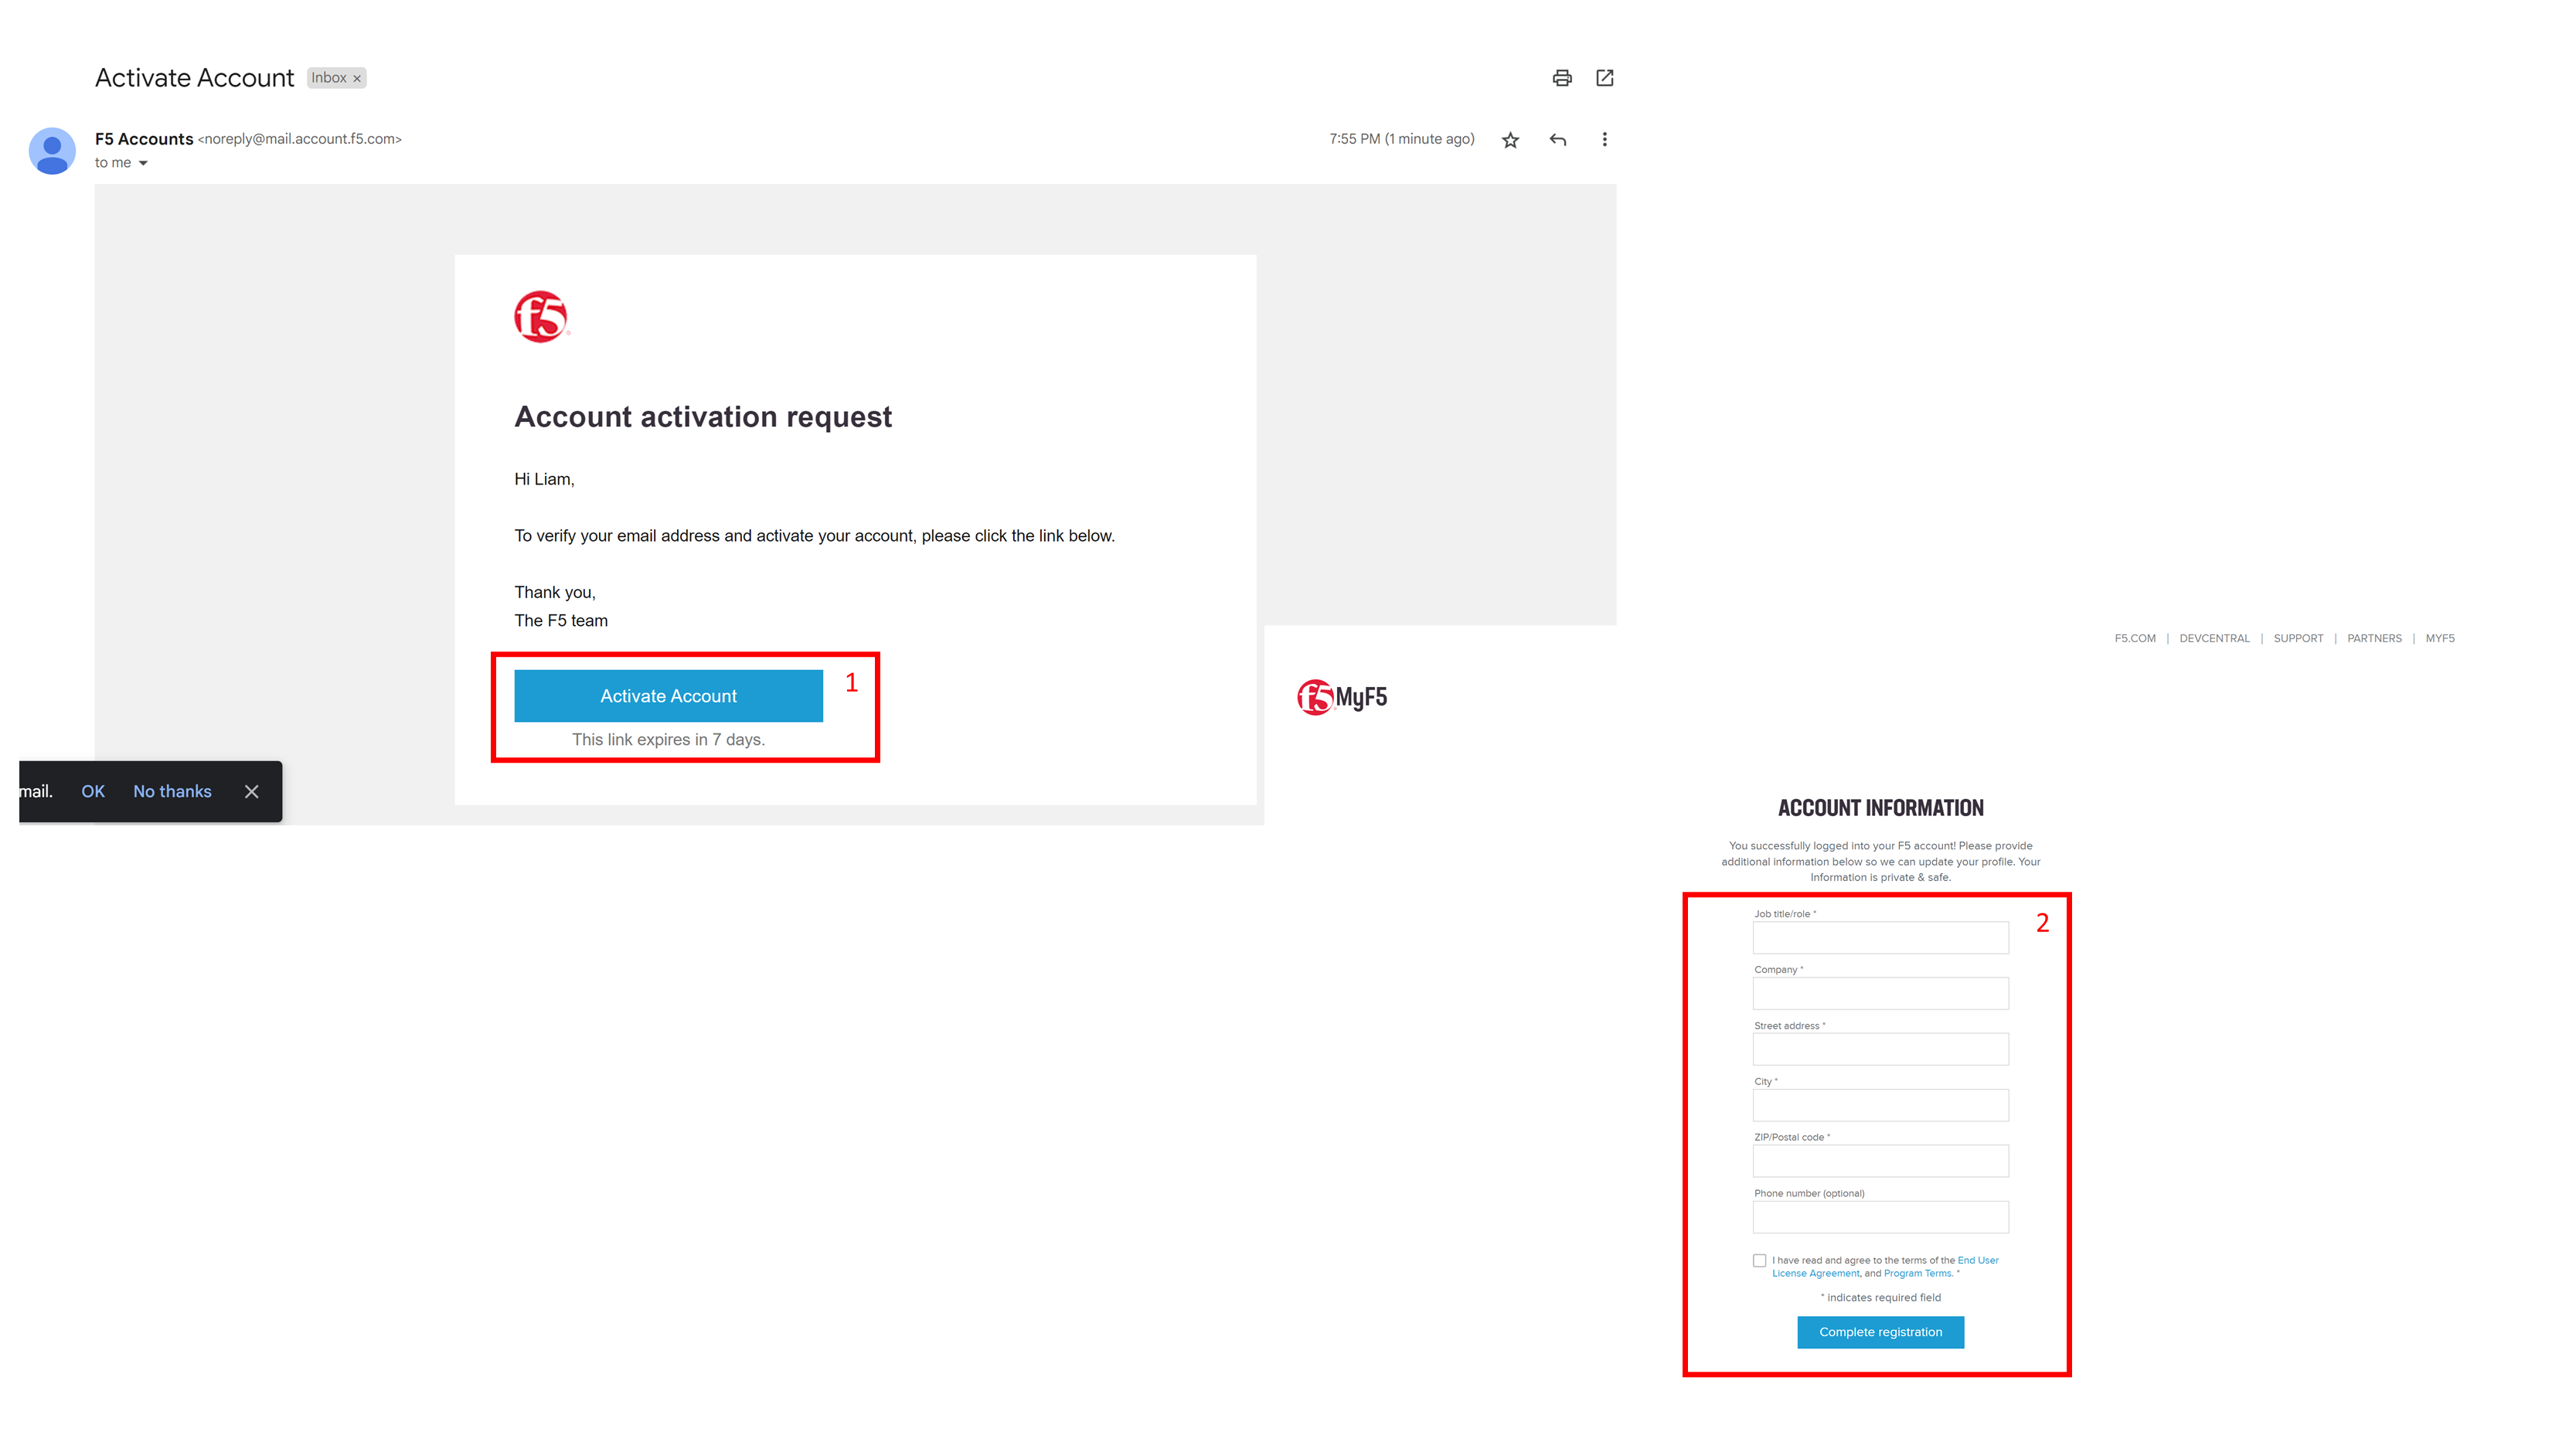 Activate Account Inbox ×
F5 Accounts <noreply@mail.account.f5.com>
7:55 PM (1 minute ago)
to me
f5
Account activation request
Hi Liam,
To verify your email address and activate your account, please click the link below.
Thank you,
The F5 team
Activate Account
1
This link expires in 7 days.
mail. OK No thanks
F5.COM | DEVCENTRAL | SUPPORT | PARTNERS | MYF5
f5 MyF5
ACCOUNT INFORMATION
You successfully logged into your F5 account! Please provide
additional information below so we can update your profile. Your
Information is private & safe.
2
Job title/role *
Company *
Street address *
City *
ZIP/Postal code *
Phone number (optional)
I have read and agree to the terms of the End User
License Agreement, and Program Terms. *
* indicates required field
Complete registration